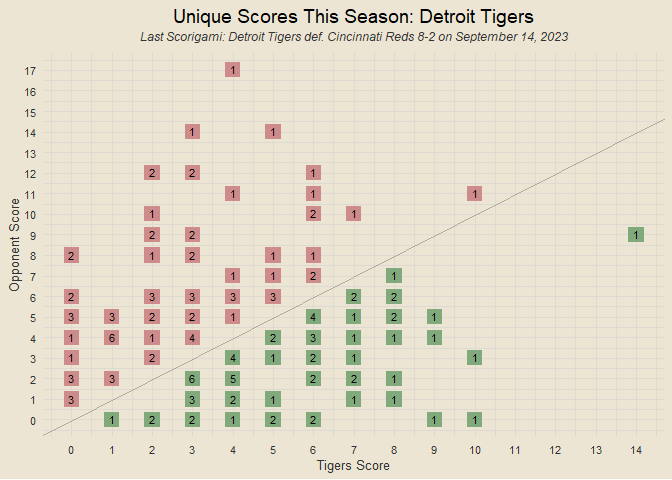 Unique Scores This Season: Detroit Tigers
Last Scorigami: Detroit Tigers def. Cincinnati Reds 8-2 on September 14, 2023
17 1
16
15
14 1 1
13
12 2 2 1
11 1 1 1
10 1 2 1
9 2 2 1
8 2 1 2 1 1
7 1 1 2 1
6 2 3 3 3 3 2 2
5 3 3 2 2 1 4 1 2 1
4 1 6 1 4 2 3 1 1 1
3 1 2 4 1 2 1 1
2 3 3 6 5 2 2 1
1 3 3 2 1 1 1
0 1 2 2 1 2 2 1 1
Opponent Score
0 1 2 3 4 5 6 7 8 9 10 11 12 13 14
Tigers Score